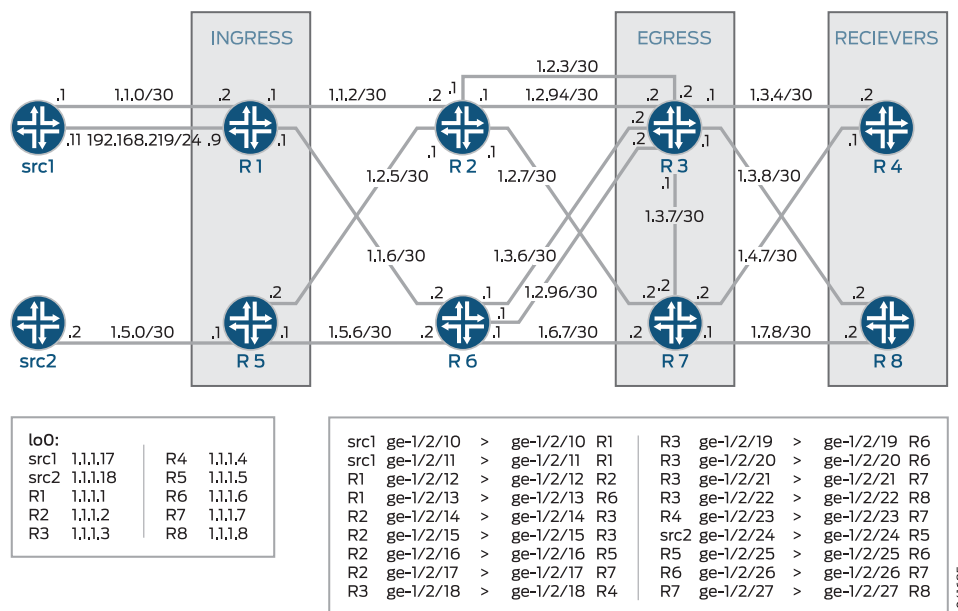 INGRESS
EGRESS
RECIEVERS
1.2.3/30
.1 1.1.0/30 .2
.1 1.1.2/30 .2
.1
.1 1.2.94/30 .2
.2
.1 1.3.4/30 .2
.11 192.168.219/24 .9
.1
.1
.1
.2
.2
.1
.1
src1
R 1
R 2
R 3
R 4
1.2.5/30
1.2.7/30
.1
1.3.8/30
1.3.7/30
1.1.6/30
1.3.6/30
1.4.7/30
1.2.96/30
.2
.2
.1
.2
.2
.2
.2
.1
.2 1.5.0/30 .1
.1 1.5.6/30 .2
.1 1.6.7/30 .2
.1 1.7.8/30 .2
src2
R 5
R 6
R 7
R 8
lo0:
src1 1.1.1.17 R4 1.1.1.4
src2 1.1.1.18 R5 1.1.1.5
R1 1.1.1.1 R6 1.1.1.6
R2 1.1.1.2 R7 1.1.1.7
R3 1.1.1.3 R8 1.1.1.8
src1 ge-1/2/10 > ge-1/2/10 R1 R3 ge-1/2/19 > ge-1/2/19 R6
src1 ge-1/2/11 > ge-1/2/11 R1 R3 ge-1/2/20 > ge-1/2/20 R6
R1 ge-1/2/12 > ge-1/2/12 R2 R3 ge-1/2/21 > ge-1/2/21 R7
R1 ge-1/2/13 > ge-1/2/13 R6 R3 ge-1/2/22 > ge-1/2/22 R8
R2 ge-1/2/14 > ge-1/2/14 R3 R4 ge-1/2/23 > ge-1/2/23 R7
R2 ge-1/2/15 > ge-1/2/15 R3 src2 ge-1/2/24 > ge-1/2/24 R5
R2 ge-1/2/16 > ge-1/2/16 R5 R5 ge-1/2/25 > ge-1/2/25 R6
R2 ge-1/2/17 > ge-1/2/17 R7 R6 ge-1/2/26 > ge-1/2/26 R7
R3 ge-1/2/18 > ge-1/2/18 R4 R7 ge-1/2/27 > ge-1/2/27 R8